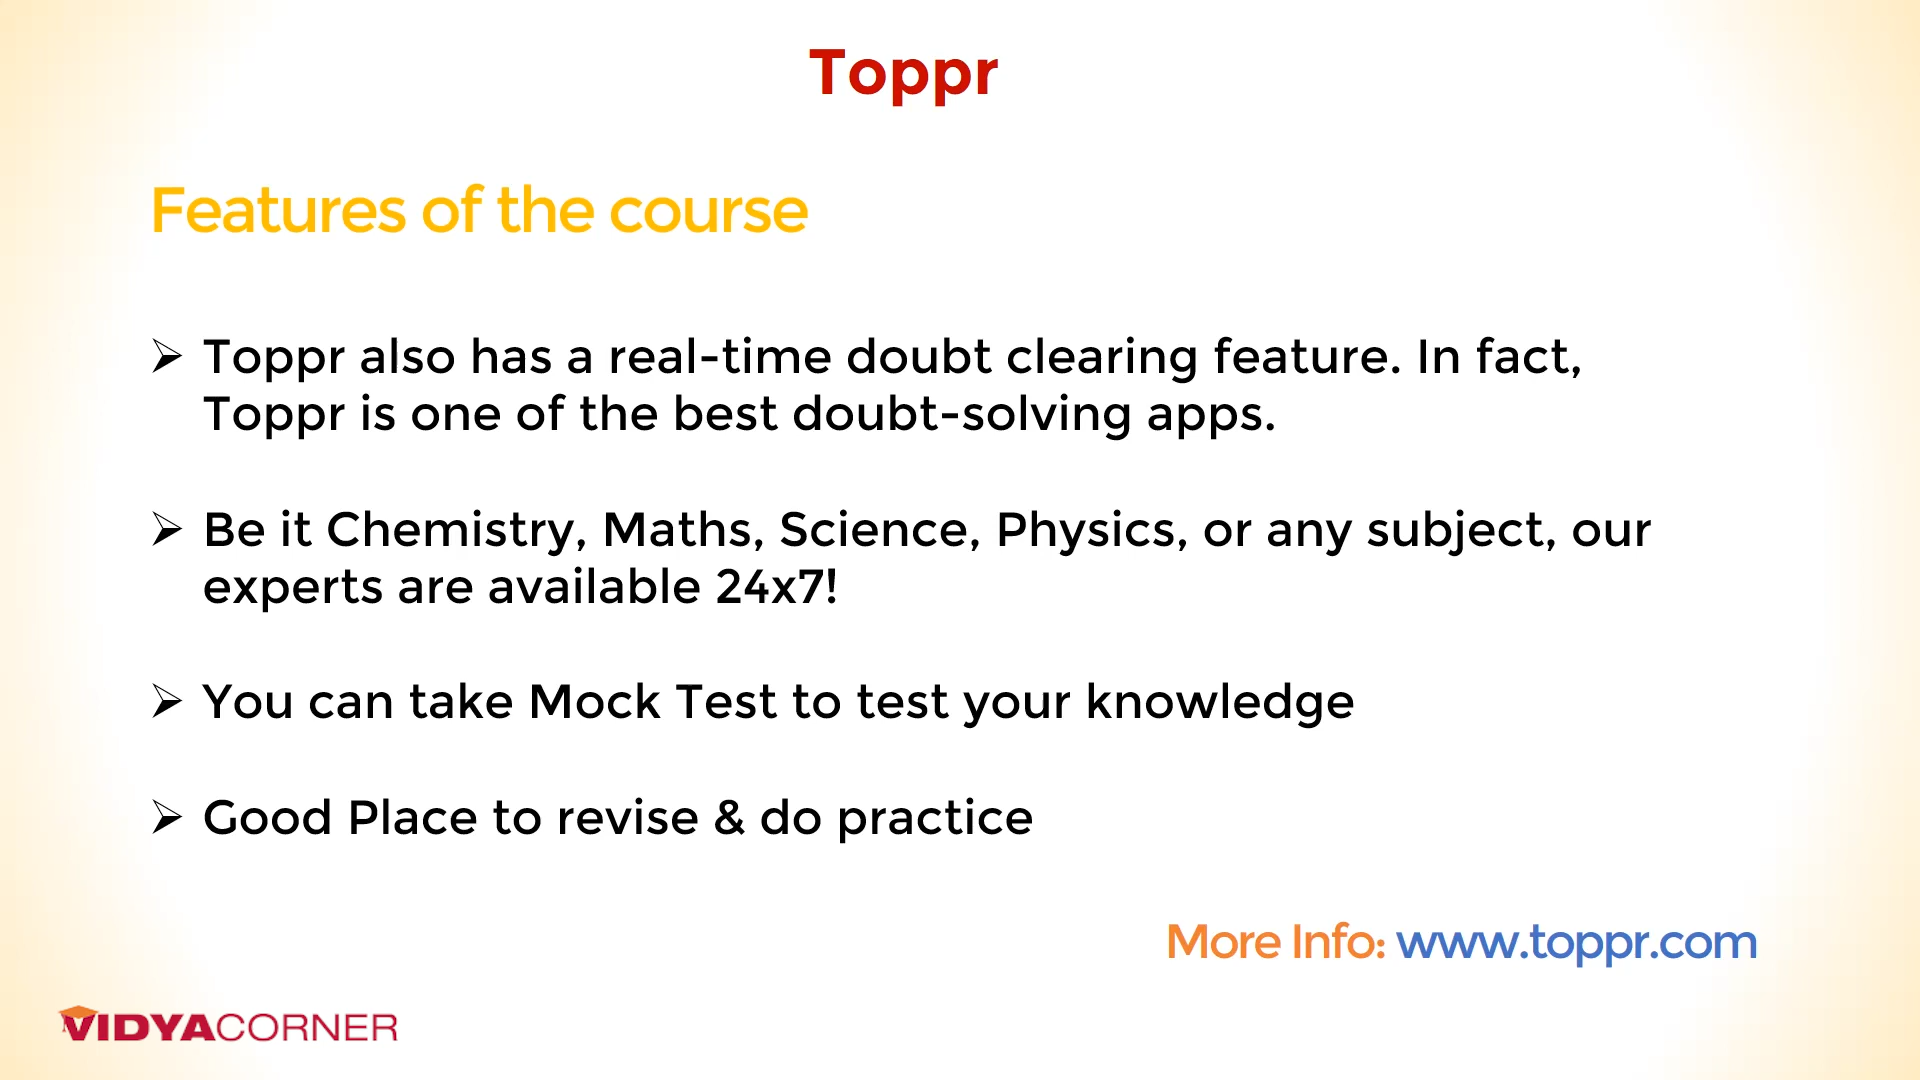 Toppr
Features of the course
➢ Toppr also has a real-time doubt clearing feature. In fact,
Toppr is one of the best doubt-solving apps.
➢ Be it Chemistry, Maths, Science, Physics, or any subject, our
experts are available 24x7!
➢ You can take Mock Test to test your knowledge
➢ Good Place to revise & do practice
More Info: www.toppr.com
VIDYACORNER